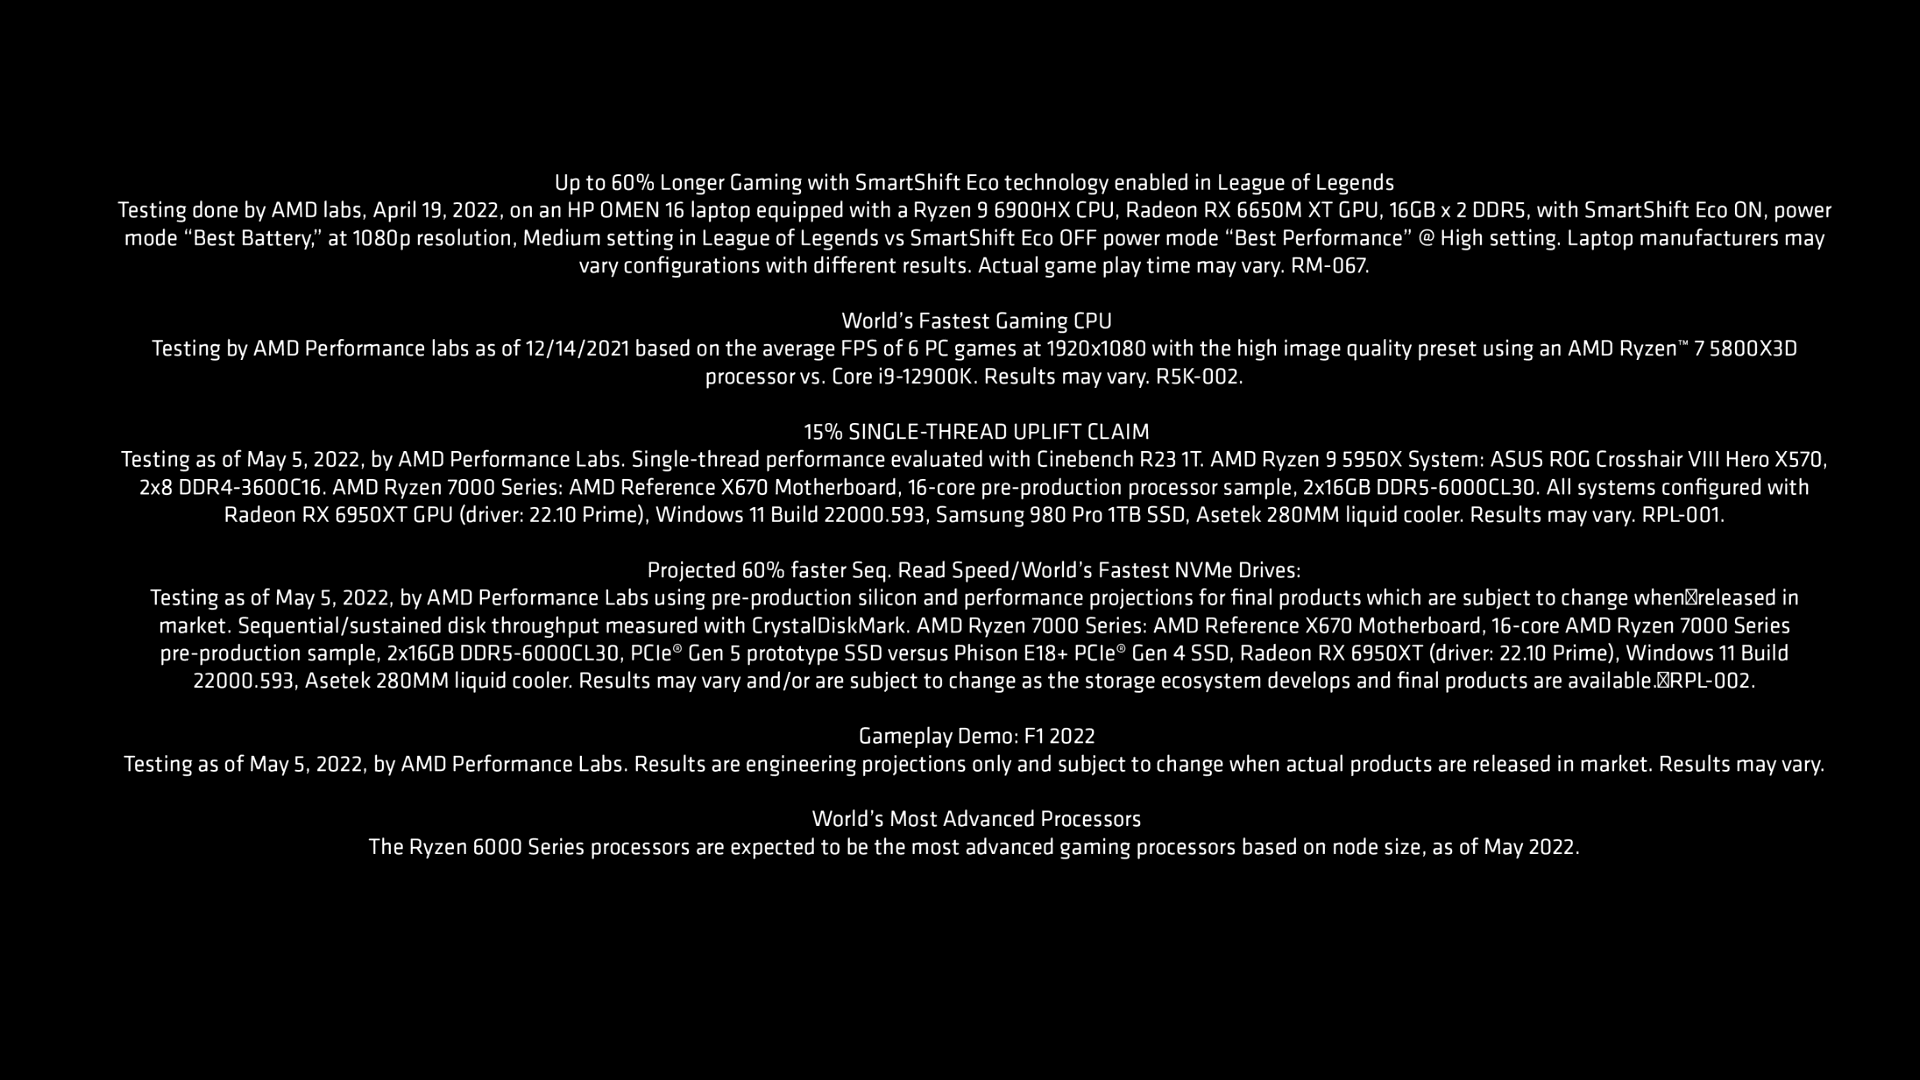 Up to 60% Longer Gaming with SmartShift Eco technology enabled in League of Legends
Testing done by AMD labs, April 19, 2022, on an HP OMEN 16 laptop equipped with a Ryzen 9 6900HX CPU, Radeon RX 6650M XT GPU, 16GB x 2 DDR5, with SmartShift Eco ON, power
mode “Best Battery,” at 1080p resolution, Medium setting in League of Legends vs SmartShift Eco OFF power mode “Best Performance” @ High setting. Laptop manufacturers may
vary configurations with different results. Actual game play time may vary. RM-067.
World’s Fastest Gaming CPU
Testing by AMD Performance labs as of 12/14/2021 based on the average FPS of 6 PC games at 1920x1080 with the high image quality preset using an AMD Ryzen™ 7 5800X3D
processor vs. Core i9-12900K. Results may vary. R5K-002.
15% SINGLE-THREAD UPLIFT CLAIM
Testing as of May 5, 2022, by AMD Performance Labs. Single-thread performance evaluated with Cinebench R23 1T. AMD Ryzen 9 5950X System: ASUS ROG Crosshair VIII Hero X570,
2x8 DDR4-3600C16. AMD Ryzen 7000 Series: AMD Reference X670 Motherboard, 16-core pre-production processor sample, 2x16GB DDR5-6000CL30. All systems configured with
Radeon RX 6950XT GPU (driver: 22.10 Prime), Windows 11 Build 22000.593, Samsung 980 Pro 1TB SSD, Asetek 280MM liquid cooler. Results may vary. RPL-001.
Projected 60% faster Seq. Read Speed/World’s Fastest NVMe Drives:
Testing as of May 5, 2022, by AMD Performance Labs using pre-production silicon and performance projections for final products which are subject to change when☒released in
market. Sequential/sustained disk throughput measured with CrystalDiskMark. AMD Ryzen 7000 Series: AMD Reference X670 Motherboard, 16-core AMD Ryzen 7000 Series
pre-production sample, 2x16GB DDR5-6000CL30, PCIe® Gen 5 prototype SSD versus Phison E18+ PCIe® Gen 4 SSD, Radeon RX 6950XT (driver: 22.10 Prime), Windows 11 Build
22000.593, Asetek 280MM liquid cooler. Results may vary and/or are subject to change as the storage ecosystem develops and final products are available.☒RPL-002.
Gameplay Demo: F1 2022
Testing as of May 5, 2022, by AMD Performance Labs. Results are engineering projections only and subject to change when actual products are released in market. Results may vary.
World’s Most Advanced Processors
The Ryzen 6000 Series processors are expected to be the most advanced gaming processors based on node size, as of May 2022.